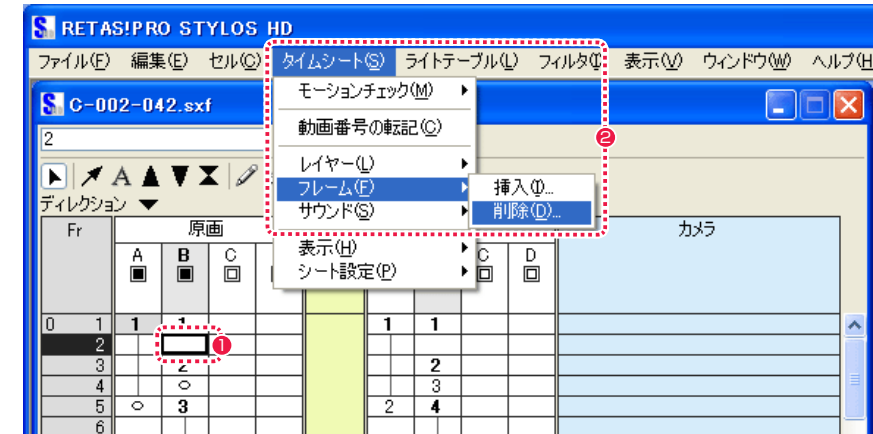 RETAS!PRO STYLOS HD
ファイル(F) 編集(E) セル(C) タイムシート(S) ライトテーブル(L) フィルタ(I) 表示(V) ウィンドウ(W) ヘルプ(H
C-002-042.sxf
モーションチェック(M)
動画番号の転記(C)
2
❷
レイヤー(L)
A
フレーム(F) 挿入(I)...
ディレクション
サウンド(S) 削除(D)...
Fr 原画 カメラ
表示(H)
A B C C D
シート設定(P)
0 1 1 1 1 1
2 ❶
3 2 2
4 3
5 3 2 4
6